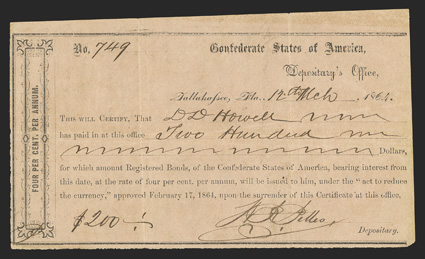 No. 749
Confederate States of America,
Depositary's Office,
Tallahassee, Fla. 12th Mch 1864.
THIS WILL CERTIFY, That D D Howell
has paid in at this office Two Hundred
Dollars,
for which amount Registered Bonds, of the Confederate States of America, bearing interest from
this date, at the rate of four per cent. per annum, will be issued to him, under the "act to reduce
the currency," approved February 17, 1864, upon the surrender of this Certificate at this office.
$200
Depositary.
FOUR PER CENT. PER ANNUM.